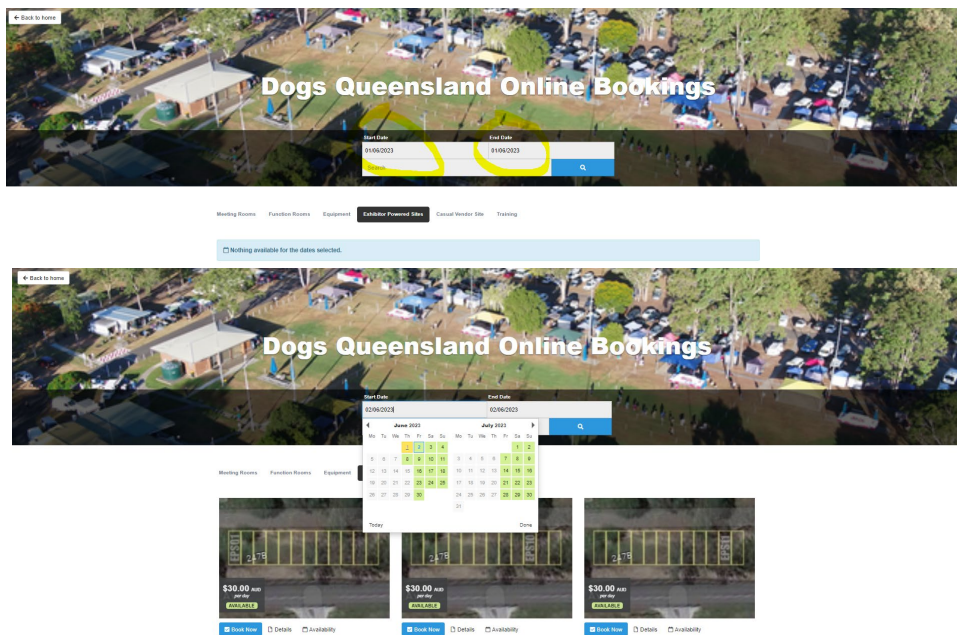 ← Back to home
Dogs Queensland Online Bookings
Start Date End Date
01/06/2023 01/06/2023
Search
Meeting Rooms Function Rooms Equipment Exhibitor Powered Sites Casual Vendor Site Training
Nothing available for the dates selected.
← Back to home
Dogs Queensland Online Bookings
Start Date End Date
02/06/2023 02/06/2023
June 2023 July 2023
Mo Tu We Th Fr Sa Su Mo Tu We Th Fr Sa Su
1 2 3 4 1 2
5 6 7 8 9 10 11 3 4 5 6 7 8 9
12 13 14 15 16 17 18 10 11 12 13 14 15 16
19 20 21 22 23 24 25 17 18 19 20 21 22 23
26 27 28 29 30 24 25 26 27 28 29 30
31
Today Done
Meeting Rooms Function Rooms Equipment
EPS01 2478 2478 EPS10 2478 EPS11
$30.00 AUD $30.00 AUD $30.00 AUD
per day per day per day
AVAILABLE AVAILABLE AVAILABLE
Book Now Details Availability Book Now Details Availability Book Now Details Availability